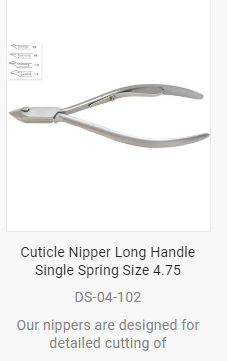 Cuticle Nipper Long Handle
Single Spring Size 4.75
DS-04-102
Our nippers are designed for
detailed cutting of